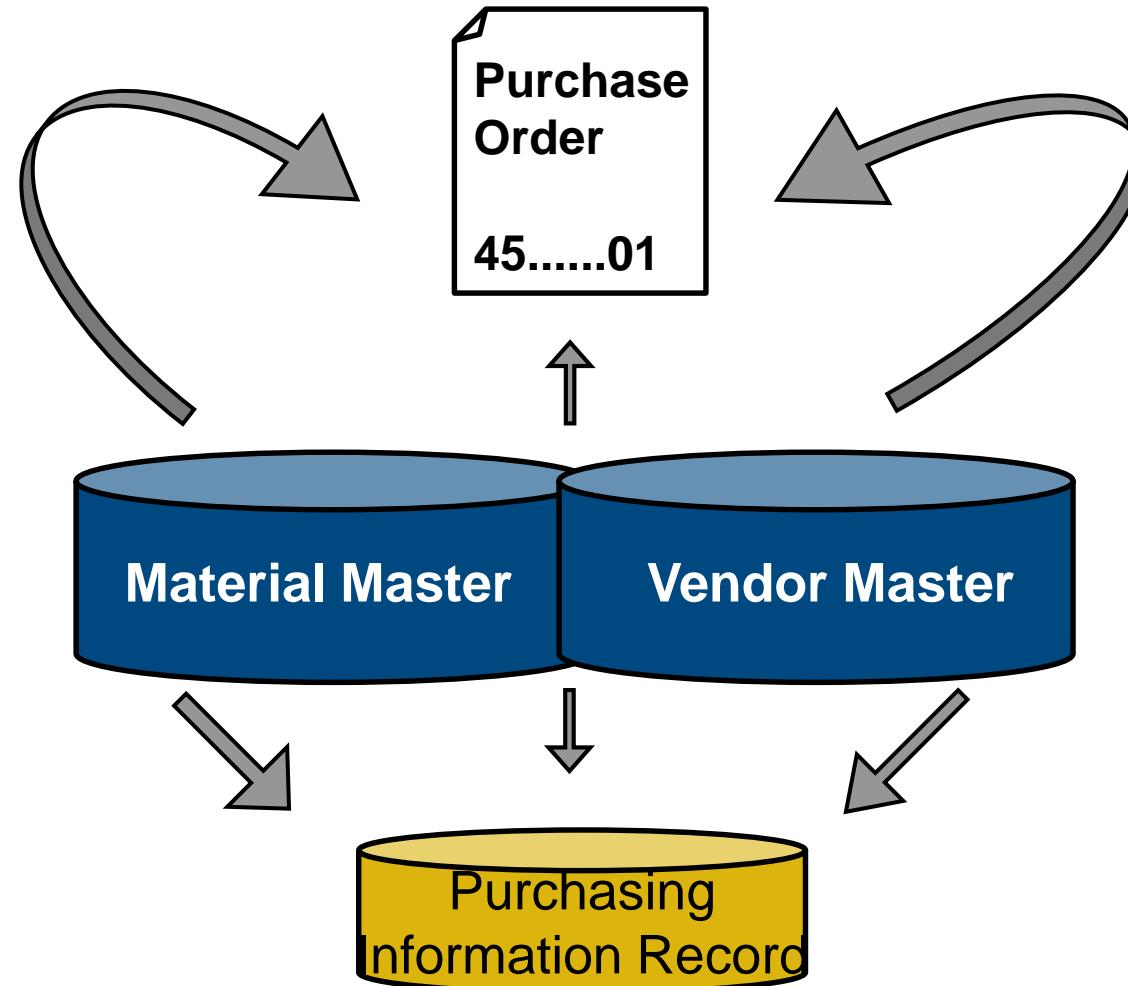 Purchase
Order
45......01
Material Master
Vendor Master
Purchasing
Information Record